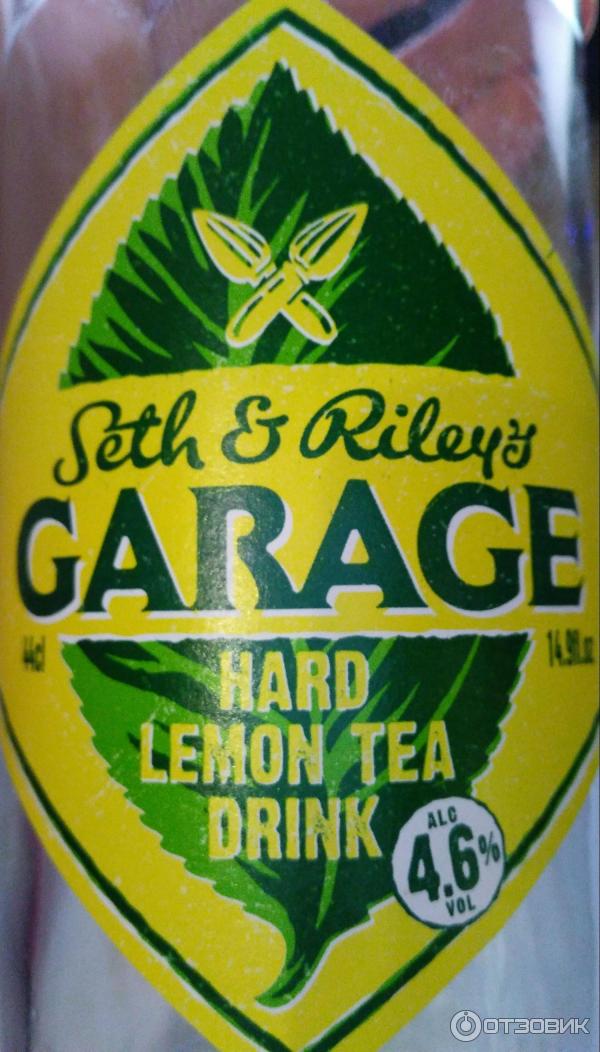 Seth & Riley's
GARAGE
44cl
14.9fl.oz
HARD
LEMON TEA
DRINK
ALC
4.6%
VOL
ОТЗОВИК